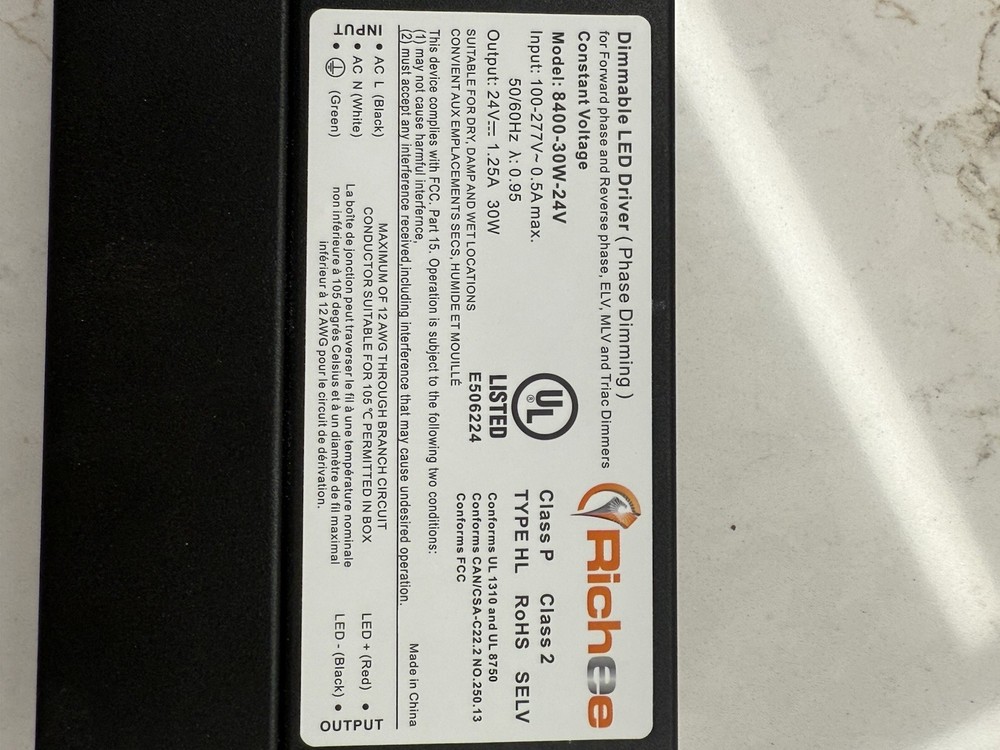 Dimmable LED Driver ( Phase Dimming )
for Forward phase and Reverse phase, ELV, MLV and Triac Dimmers
Constant Voltage
Model: 8400-30W-24V
Input: 100-277V~ 0.5A max.
50/60Hz λ: 0.95
Output: 24V⎓ 1.25A 30W
SUITABLE FOR DRY, DAMP AND WET LOCATIONS
CONVIENT AUX EMPLACEMENTS SECS, HUMIDE ET MOUILLÉ
UL
®
LISTED
E506224
Richee
Class P Class 2
TYPE HL RoHS SELV
Conforms UL 1310 and UL 8750
Conforms CAN/CSA-C22.2 NO.250.13
Conforms FCC
This device complies with FCC, Part 15. Operation is subject to the following two conditions:
(1) may not cause harmful interfernce,
(2) must accept any interference received,including interference that may cause undesired operation.
Made in China
INPUT
AC L (Black)
AC N (White)
(Green)
MAXIMUM OF 12 AWG THROUGH BRANCH CIRCUIT
CONDUCTOR SUITABLE FOR 105 °C PERMITTED IN BOX
La boîte de jonction peut traverser le fil à une température nominale
non inférieure à 105 degrés Celsius et à un diamètre de fil maximal
inférieur à 12 AWG pour le circuit de dérivation.
LED + (Red)
LED - (Black)
OUTPUT